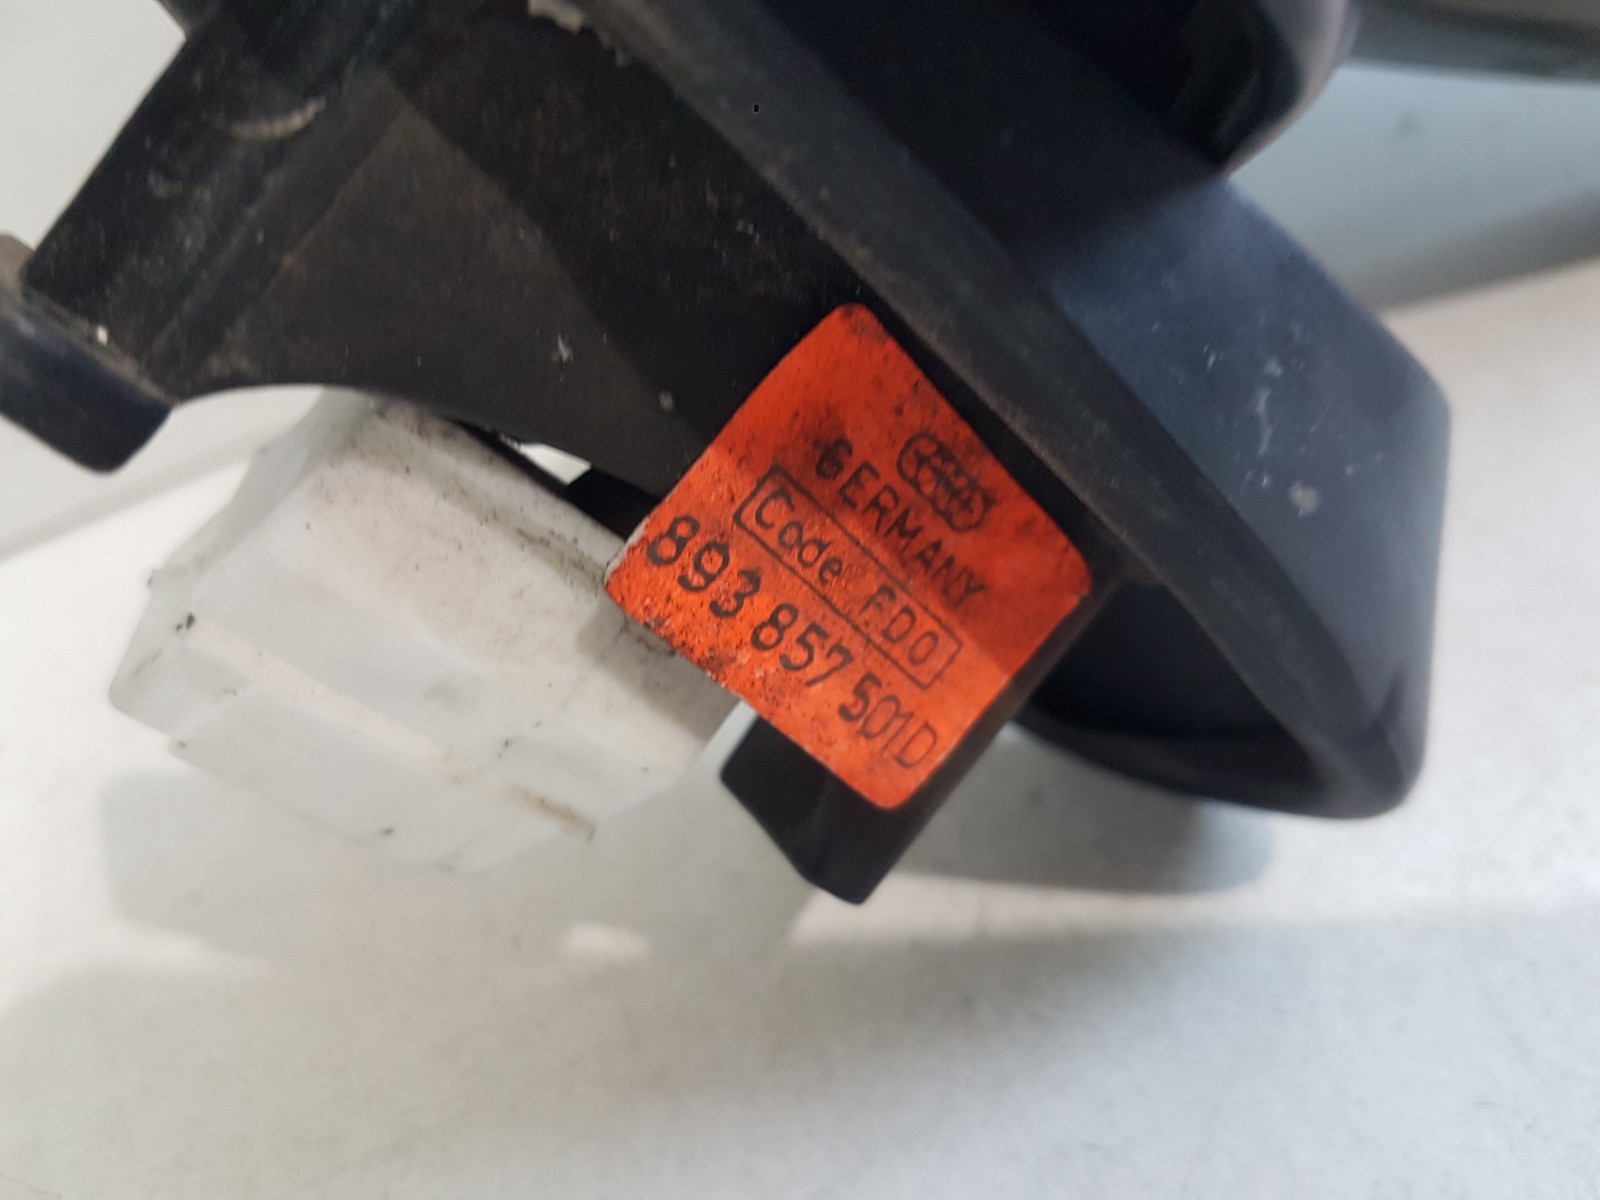 GERMANY
Code FDO
893 857 501D